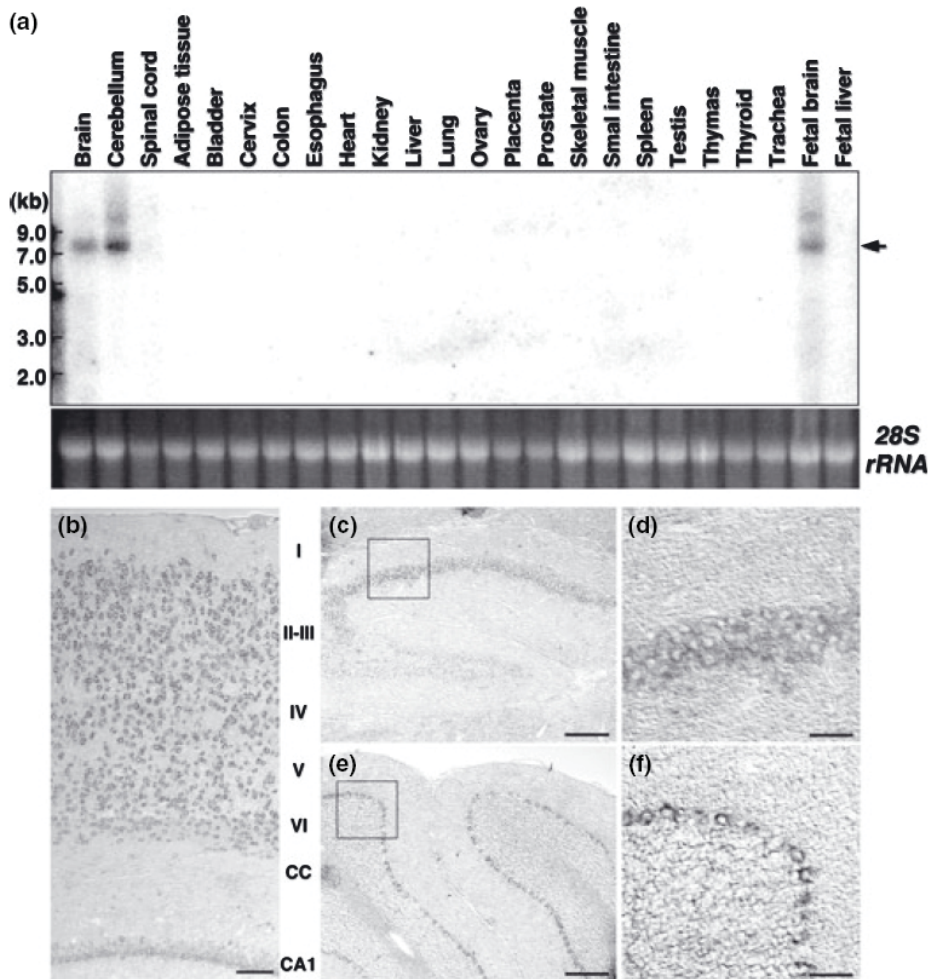 (a)
Brain
Cerebellum
Spinal cord
Adipose tissue
Bladder
Cervix
Colon
Esophagus
Heart
Kidney
Liver
Lung
Ovary
Placenta
Prostate
Skeletal muscle
Smal intestine
Spleen
Testis
Thymas
Thyroid
Trachea
Fetal brain
Fetal liver
(kb)
9.0
7.0
5.0
3.0
2.0
28S
rRNA
(b)
I
II-III
IV
V
VI
CC
CA1
(c)
(d)
(e)
(f)